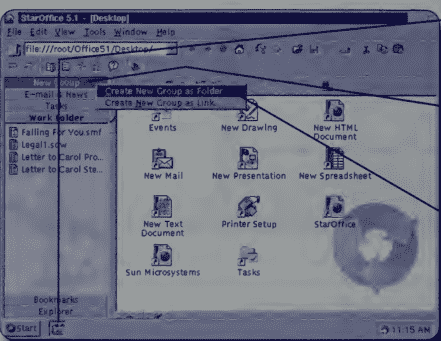 StarOffice 5.1 - [Desktop]
File Edit View Tools Window Help
file:///root/Office51/Desktop/
New Group
E-mail & News
Tasks
Work Folder
Create New Group as Folder
Create New Group as Link...
Falling For You.smf
Legal1.sdw
Letter to Carol Pro...
Letter to Carol Ste...
Events
New Drawing
New HTML
Document
New Mail
New Presentation
New Spreadsheet
New Text
Document
Printer Setup
StarOffice
Sun Microsystems
Tasks
Bookmarks
Explorer
Start
11:15 AM